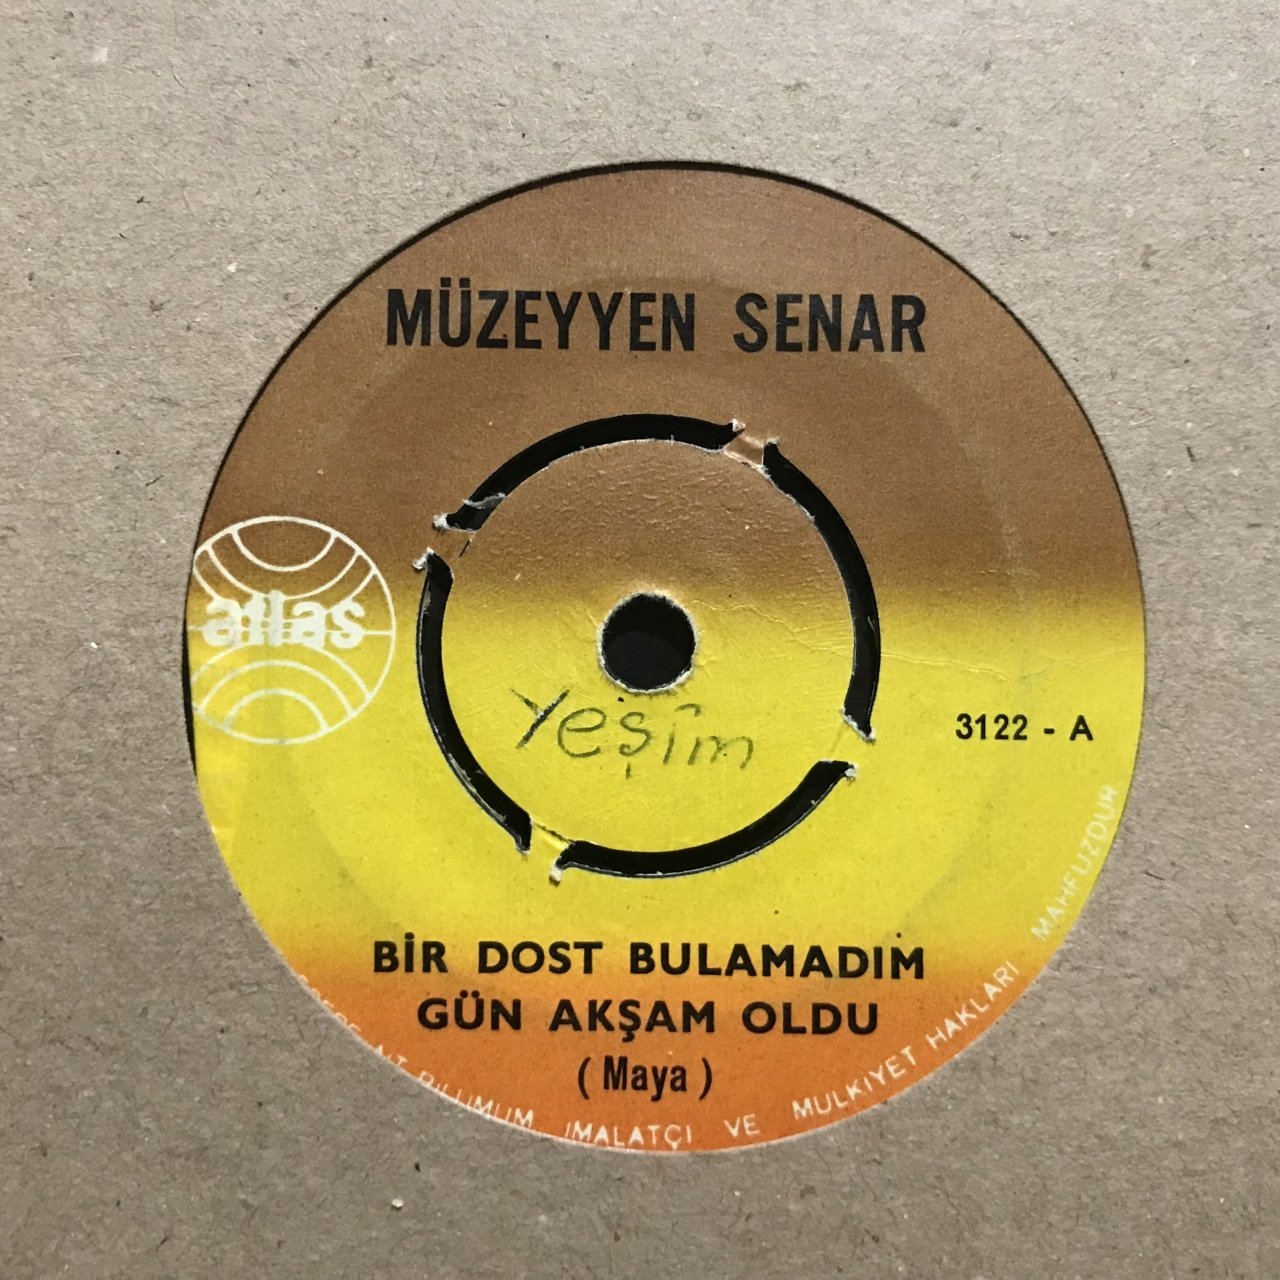 MÜZEYYEN SENAR
atlas
Yeşim
3122 - A
BİR DOST BULAMADIM
GÜN AKŞAM OLDU
( Maya )
BİLUMUM İMALATÇI VE MULKIYET HAKLARI MAHFUZDUR